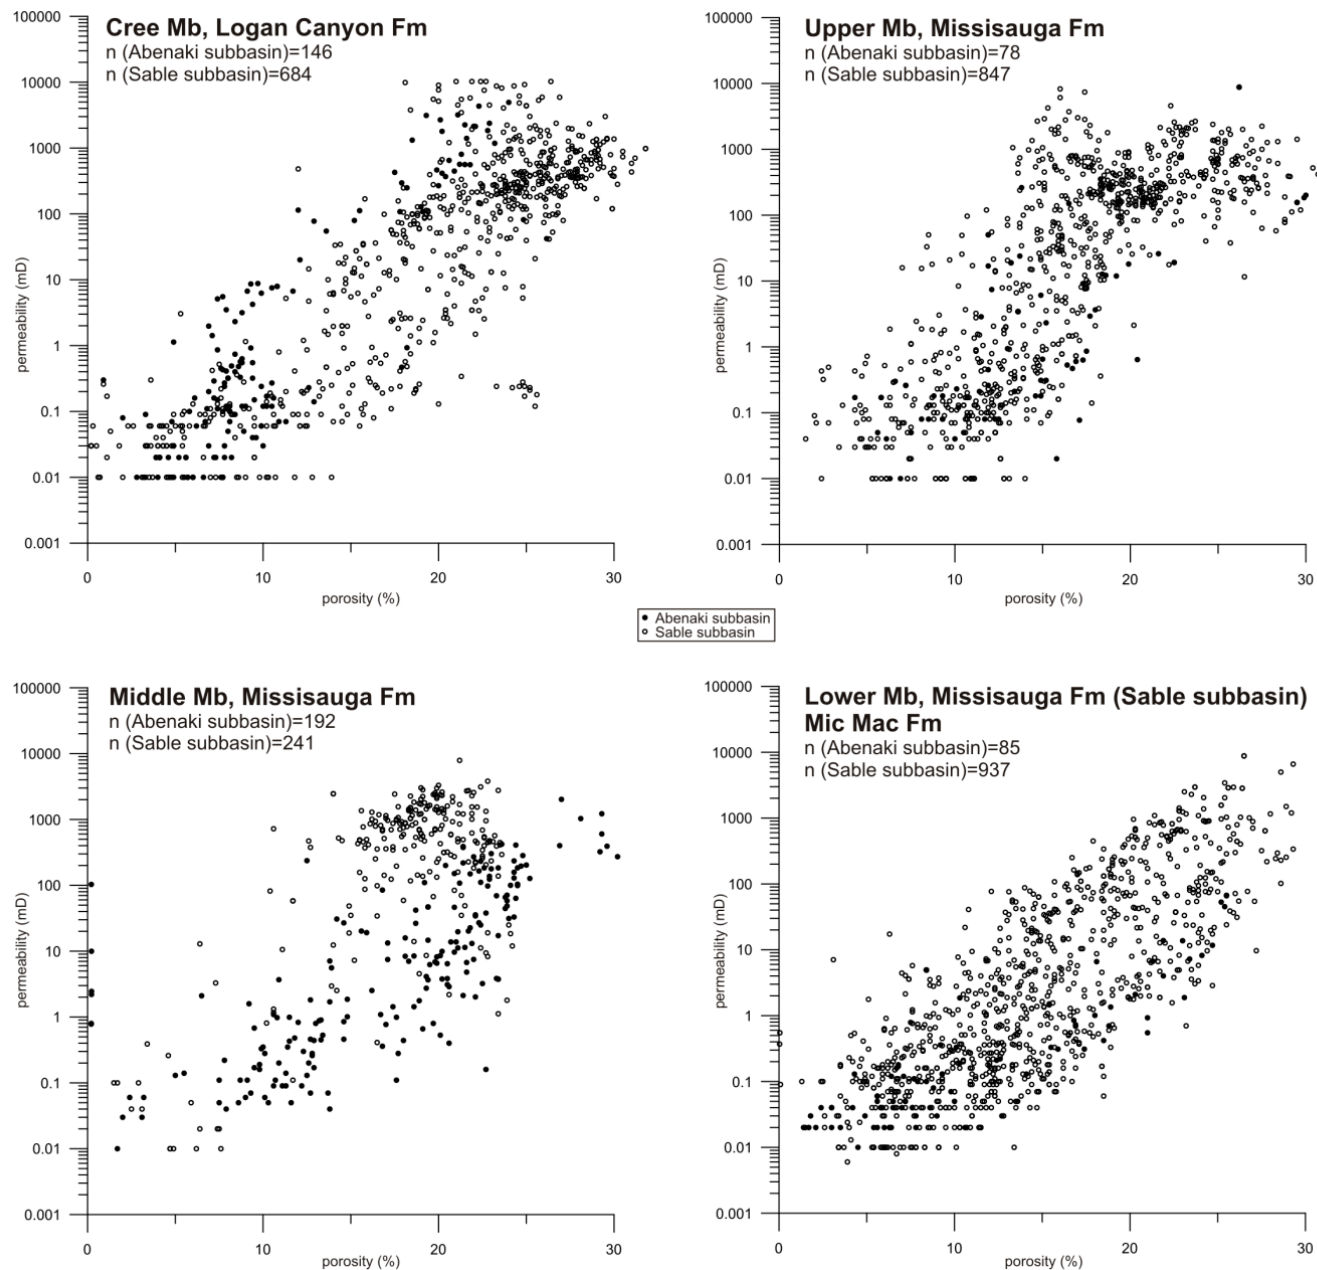 Cree Mb, Logan Canyon Fm
n (Abenaki subbasin)=146
n (Sable subbasin)=684
100000
10000
1000
100
10
1
0.1
0.01
0.001
permeability (mD)
0
10
20
30
porosity (%)
Upper Mb, Missisauga Fm
n (Abenaki subbasin)=78
n (Sable subbasin)=847
100000
10000
1000
100
10
1
0.1
0.01
0.001
permeability (mD)
0
10
20
30
porosity (%)
Abenaki subbasin
Sable subbasin
Middle Mb, Missisauga Fm
n (Abenaki subbasin)=192
n (Sable subbasin)=241
100000
10000
1000
100
10
1
0.1
0.01
0.001
permeability (mD)
0
10
20
30
porosity (%)
Lower Mb, Missisauga Fm (Sable subbasin)
Mic Mac Fm
n (Abenaki subbasin)=85
n (Sable subbasin)=937
100000
10000
1000
100
10
1
0.1
0.01
0.001
permeability (mD)
0
10
20
30
porosity (%)